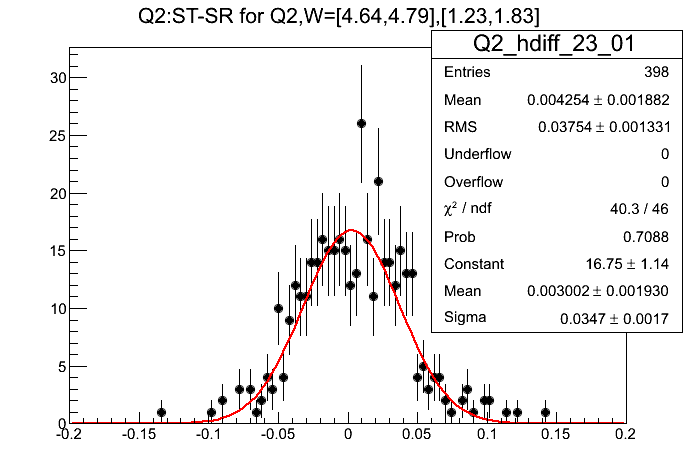 Q2:ST-SR for Q2,W=[4.64,4.79],[1.23,1.83]
Q2_hdiff_23_01
Entries 398
Mean 0.004254 ± 0.001882
RMS 0.03754 ± 0.001331
Underflow 0
Overflow 0
χ² / ndf 40.3 / 46
Prob 0.7088
Constant 16.75 ± 1.14
Mean 0.003002 ± 0.001930
Sigma 0.0347 ± 0.0017
30
25
20
15
10
5
0
-0.2 -0.15 -0.1 -0.05 0 0.05 0.1 0.15 0.2